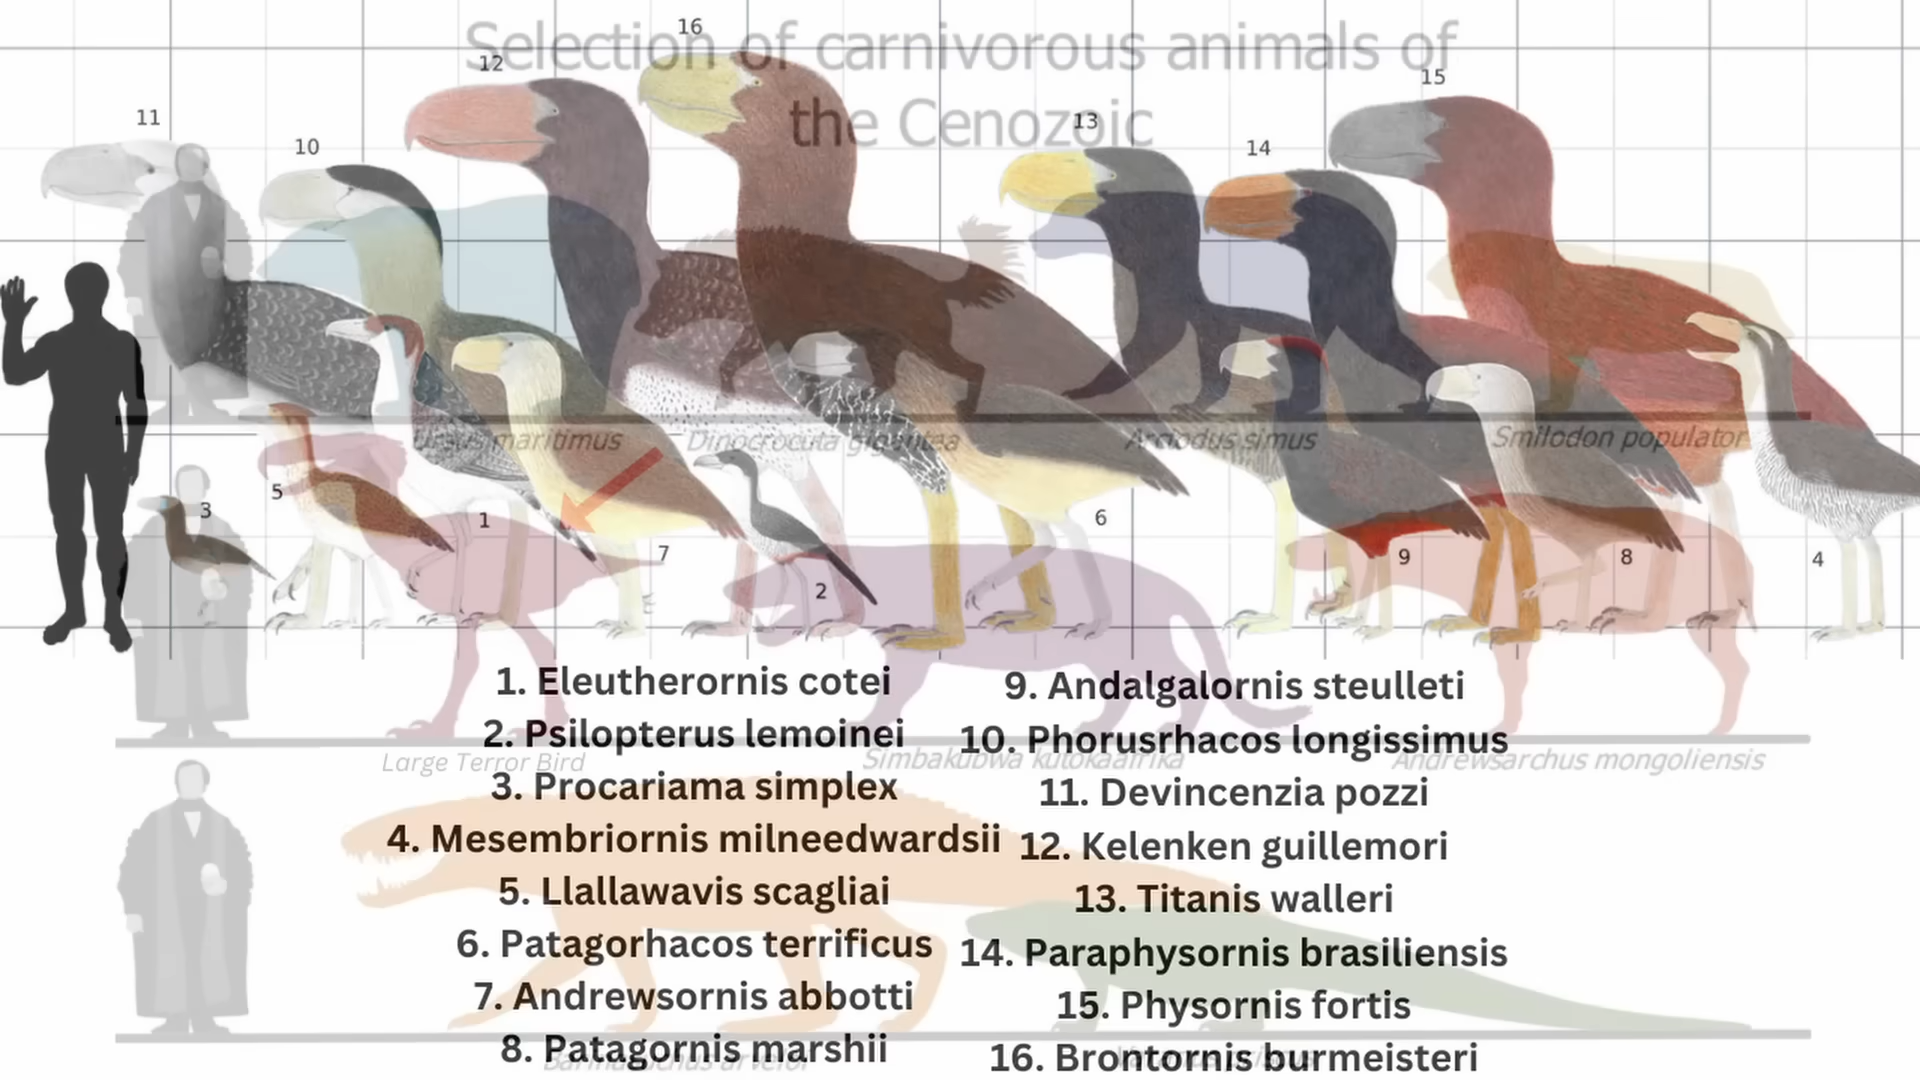 Selection of carnivorous animals of
the Cenozoic
16
12
15
11
13
10
14
Ursus maritimus
Dinocrocuta gigantea
Arctodus simus
Smilodon populator
5
3
1
6
7
9
8
4
2
1. Eleutherornis cotei
2. Psilopterus lemoinei
3. Procariama simplex
4. Mesembriornis milneedwardsii
5. Llallawavis scagliai
6. Patagorhacos terrificus
7. Andrewsornis abbotti
8. Patagornis marshii
9. Andalgalornis steulleti
10. Phorusrhacos longissimus
11. Devincenzia pozzi
12. Kelenken guillemori
13. Titanis walleri
14. Paraphysornis brasiliensis
15. Physornis fortis
16. Brontornis burmeisteri
Large Terror Bird
Simbakubwa kutokaafrika
Andrewsarchus mongoliensis